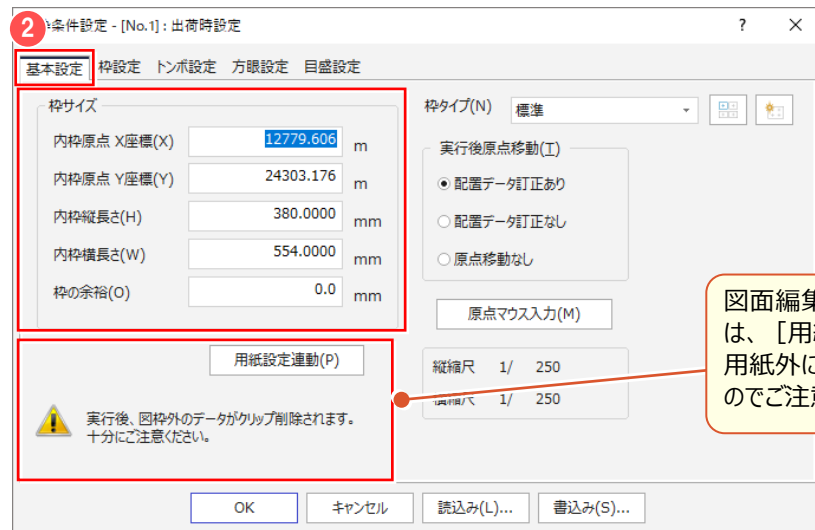 2
条件設定 - [No.1] : 出荷時設定
? ×
基本設定 枠設定 トンボ設定 方眼設定 目盛設定
枠サイズ
内枠原点 X座標(X) 12779.606 m
内枠原点 Y座標(Y) 24303.176 m
内枠縦長さ(H) 380.0000 mm
内枠横長さ(W) 554.0000 mm
枠の余裕(O) 0.0 mm
用紙設定連動(P)
実行後、図枠外のデータがクリップ削除されます。
十分にご注意ください。
枠タイプ(N) 標準
実行後原点移動(T)
配置データ訂正あり
配置データ訂正なし
原点移動なし
原点マウス入力(M)
縦縮尺 1/ 250
横縮尺 1/ 250
図面編集
は、[用紙
用紙外に
のでご注意
OK キャンセル 読込み(L)... 書込み(S)...